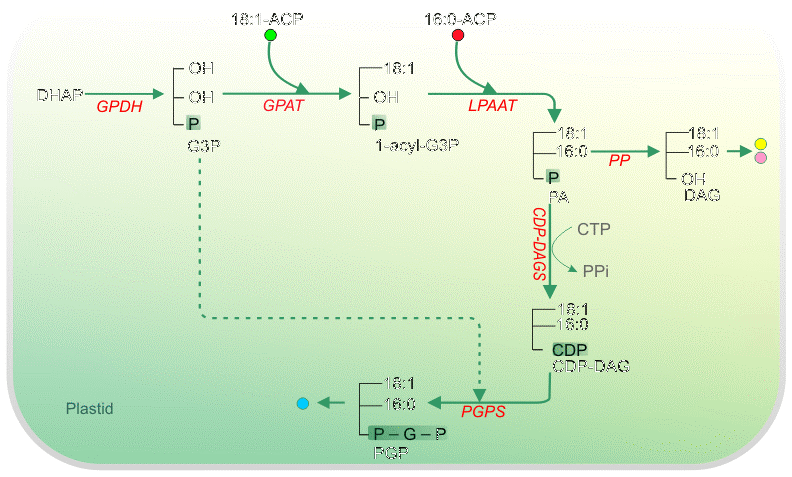 18:1-ACP
16:0-ACP
DHAP
GPDH
OH
OH
P
G3P
GPAT
18:1
OH
P
1-acyl-G3P
LPAAT
18:1
16:0
P
PA
PP
18:1
16:0
OH
DAG
CDP-DAGS
CTP
PPi
18:1
16:0
CDP
CDP-DAG
PGPS
18:1
16:0
P – G – P
PGP
Plastid